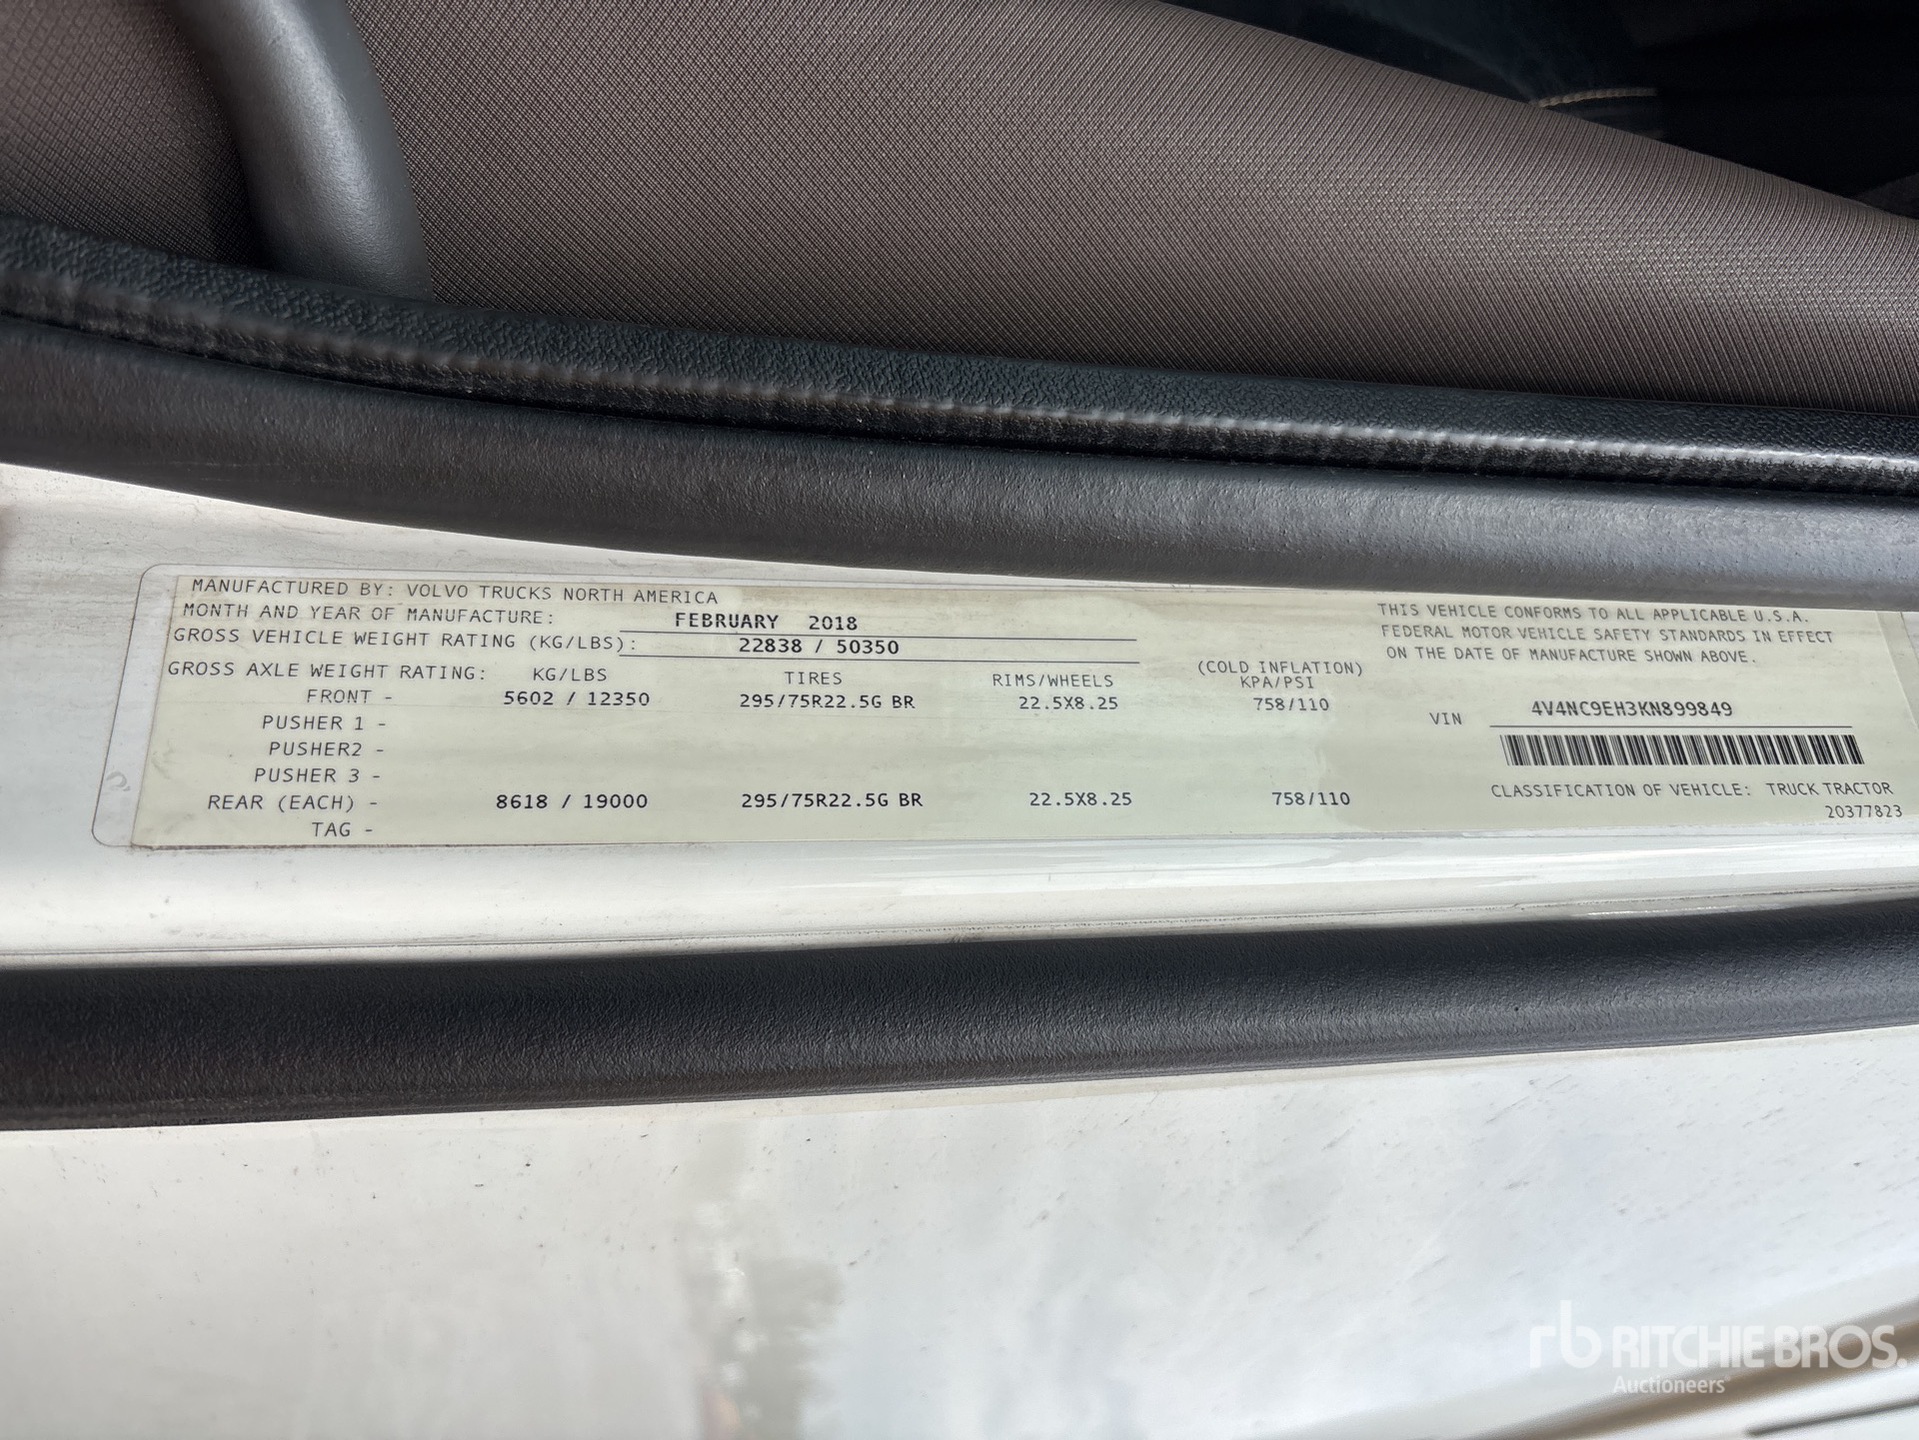 MANUFACTURED BY: VOLVO TRUCKS NORTH AMERICA
MONTH AND YEAR OF MANUFACTURE: FEBRUARY 2018
GROSS VEHICLE WEIGHT RATING (KG/LBS): 22838 / 50350
GROSS AXLE WEIGHT RATING: KG/LBS TIRES RIMS/WHEELS (COLD INFLATION) KPA/PSI
FRONT - 5602 / 12350 295/75R22.5G BR 22.5X8.25 758/110
PUSHER 1 -
PUSHER2 -
PUSHER 3 -
REAR (EACH) - 8618 / 19000 295/75R22.5G BR 22.5X8.25 758/110
TAG -
THIS VEHICLE CONFORMS TO ALL APPLICABLE U.S.A.
FEDERAL MOTOR VEHICLE SAFETY STANDARDS IN EFFECT
ON THE DATE OF MANUFACTURE SHOWN ABOVE.
VIN 4V4NC9EH3KN899849
CLASSIFICATION OF VEHICLE: TRUCK TRACTOR
20377823
rb RITCHIE BROS.
Auctioneers